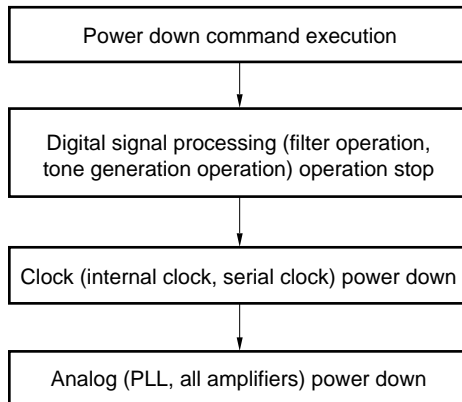 Power down command execution
Digital signal processing (filter operation,
tone generation operation) operation stop
Clock (internal clock, serial clock) power down
Analog (PLL, all amplifiers) power down